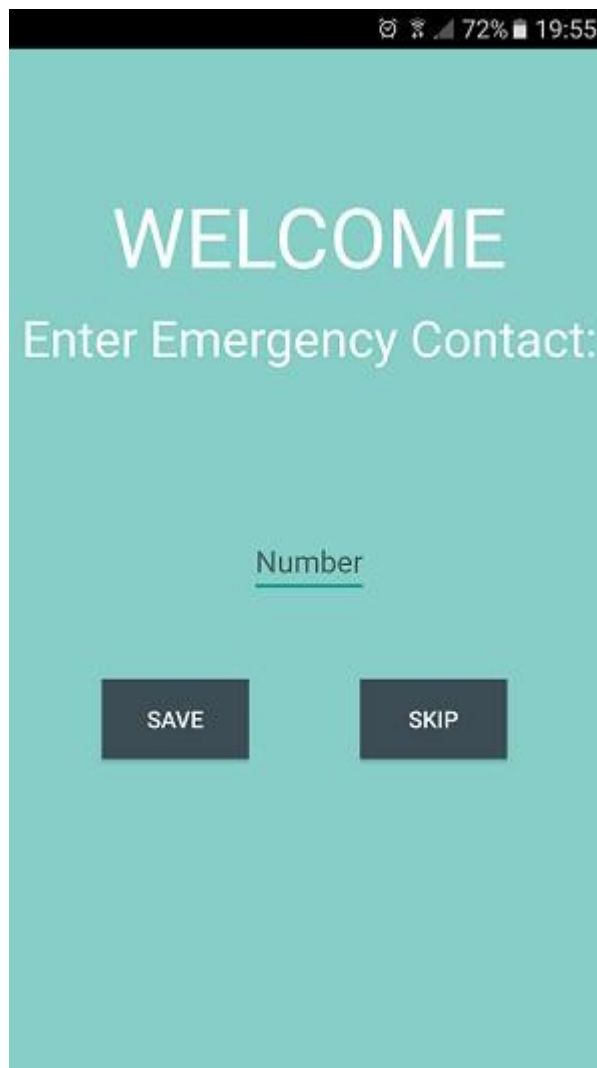 72% 19:55
WELCOME
Enter Emergency Contact:
Number
SAVE SKIP